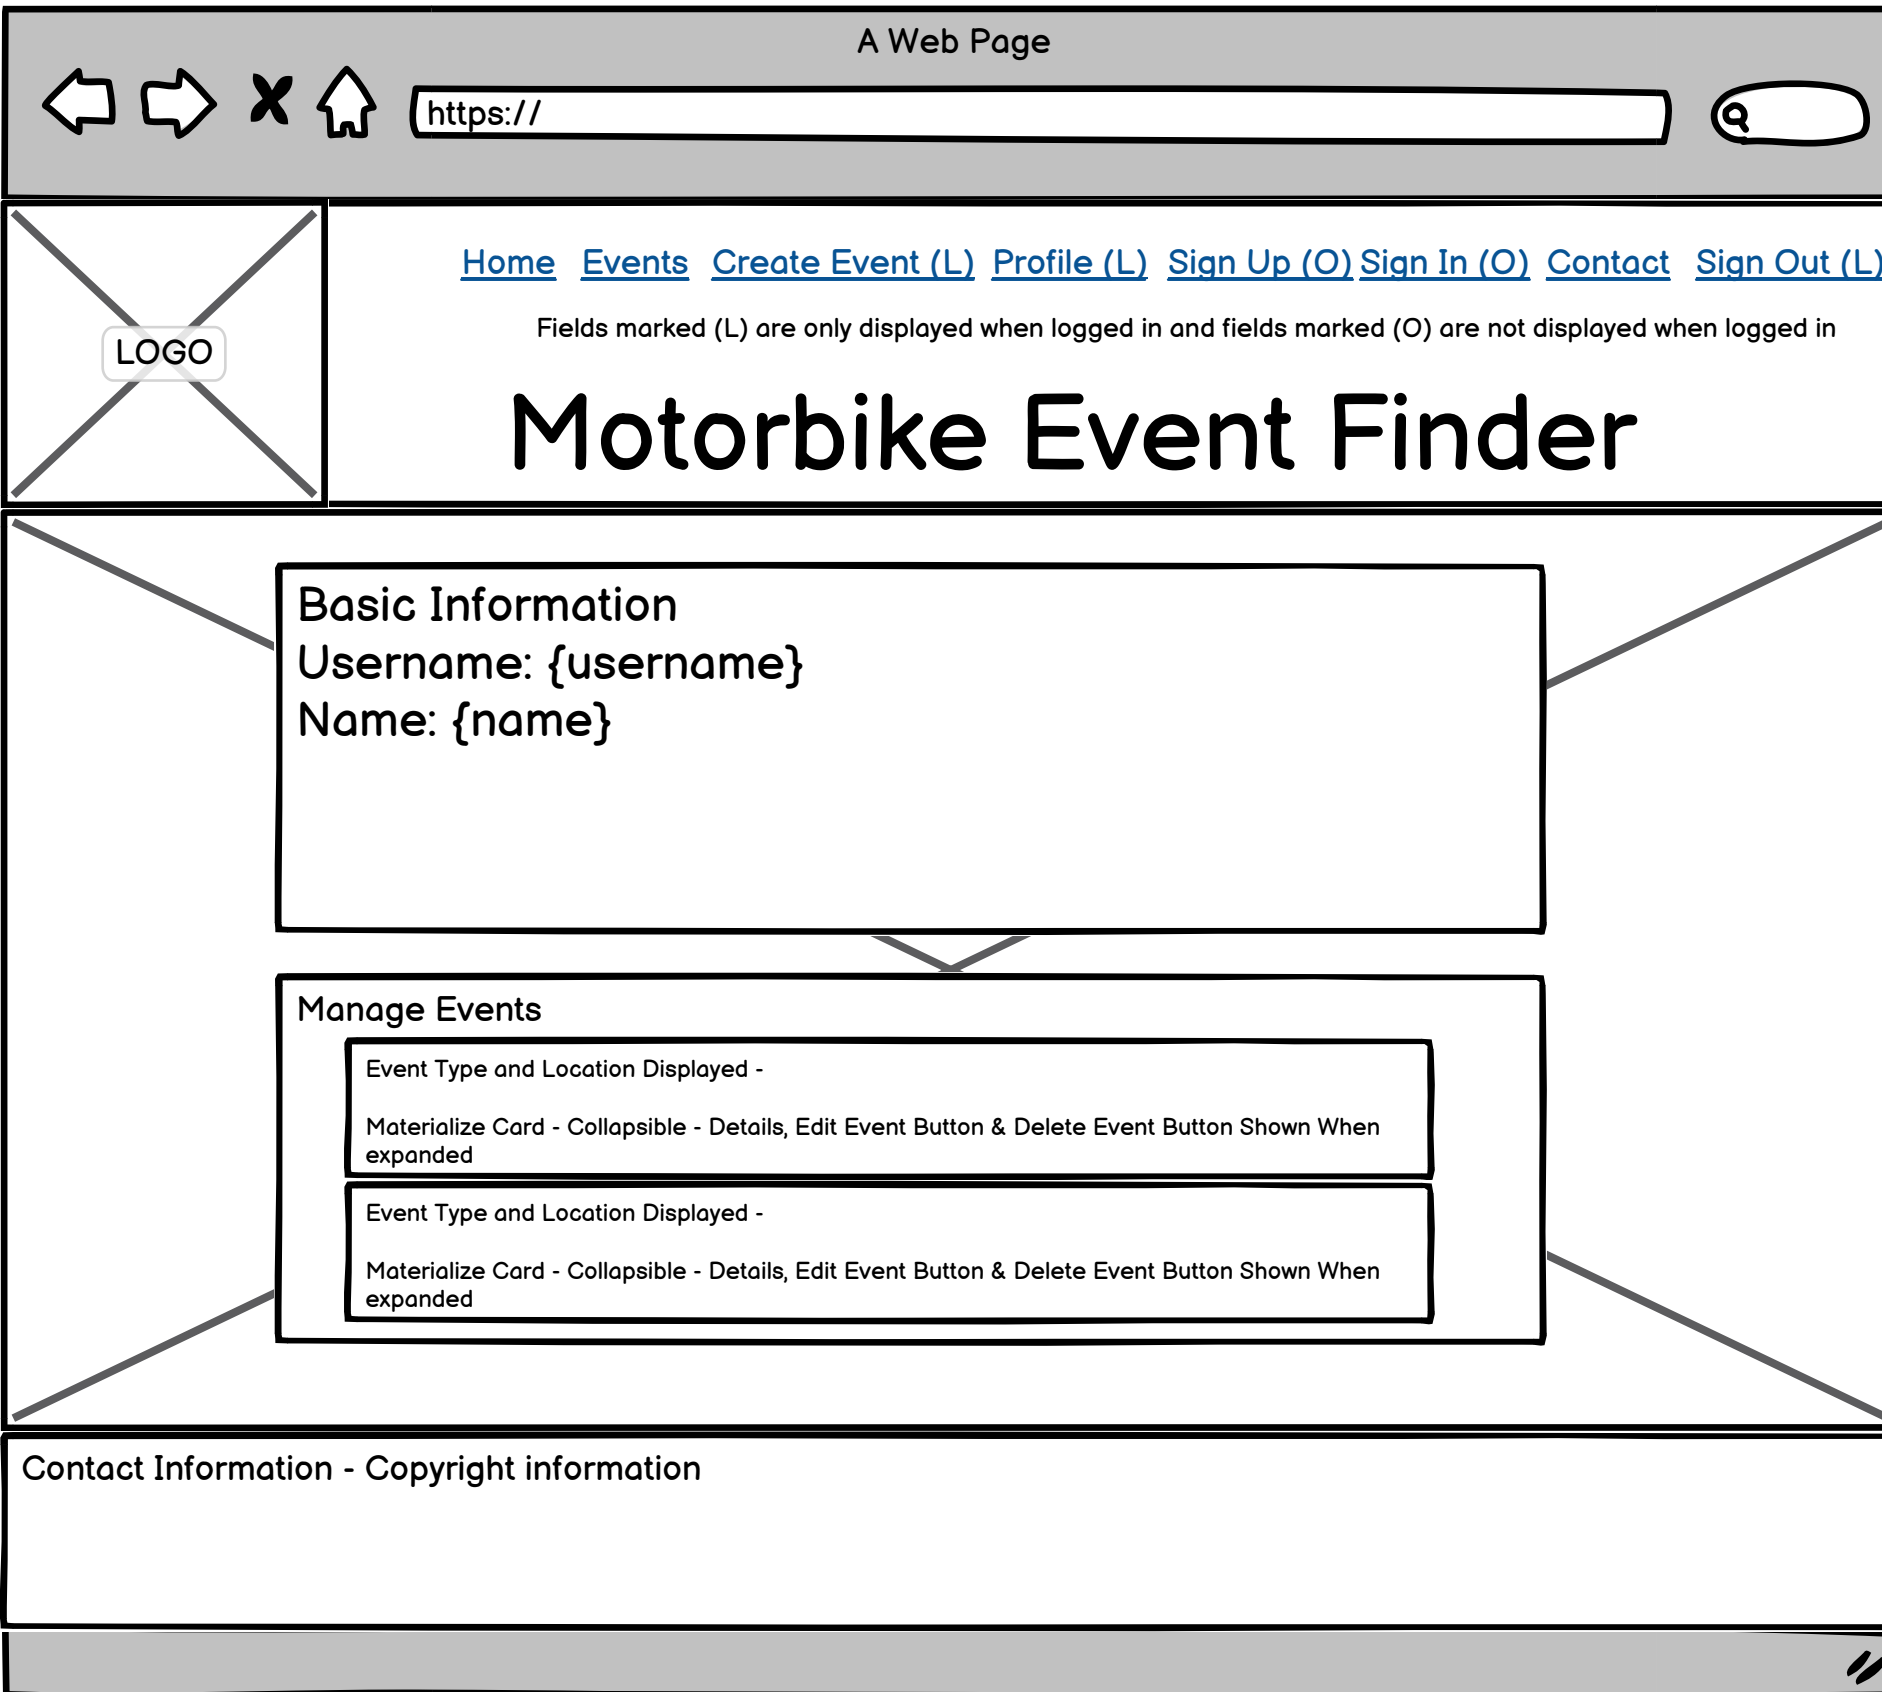 A Web Page
https://
Home Events Create Event (L) Profile (L) Sign Up (O) Sign In (O) Contact Sign Out (L)
Fields marked (L) are only displayed when logged in and fields marked (O) are not displayed when logged in
LOGO
Motorbike Event Finder
Basic Information
Username: {username}
Name: {name}
Manage Events
Event Type and Location Displayed -
Materialize Card - Collapsible - Details, Edit Event Button & Delete Event Button Shown When
expanded
Event Type and Location Displayed -
Materialize Card - Collapsible - Details, Edit Event Button & Delete Event Button Shown When
expanded
Contact Information - Copyright information